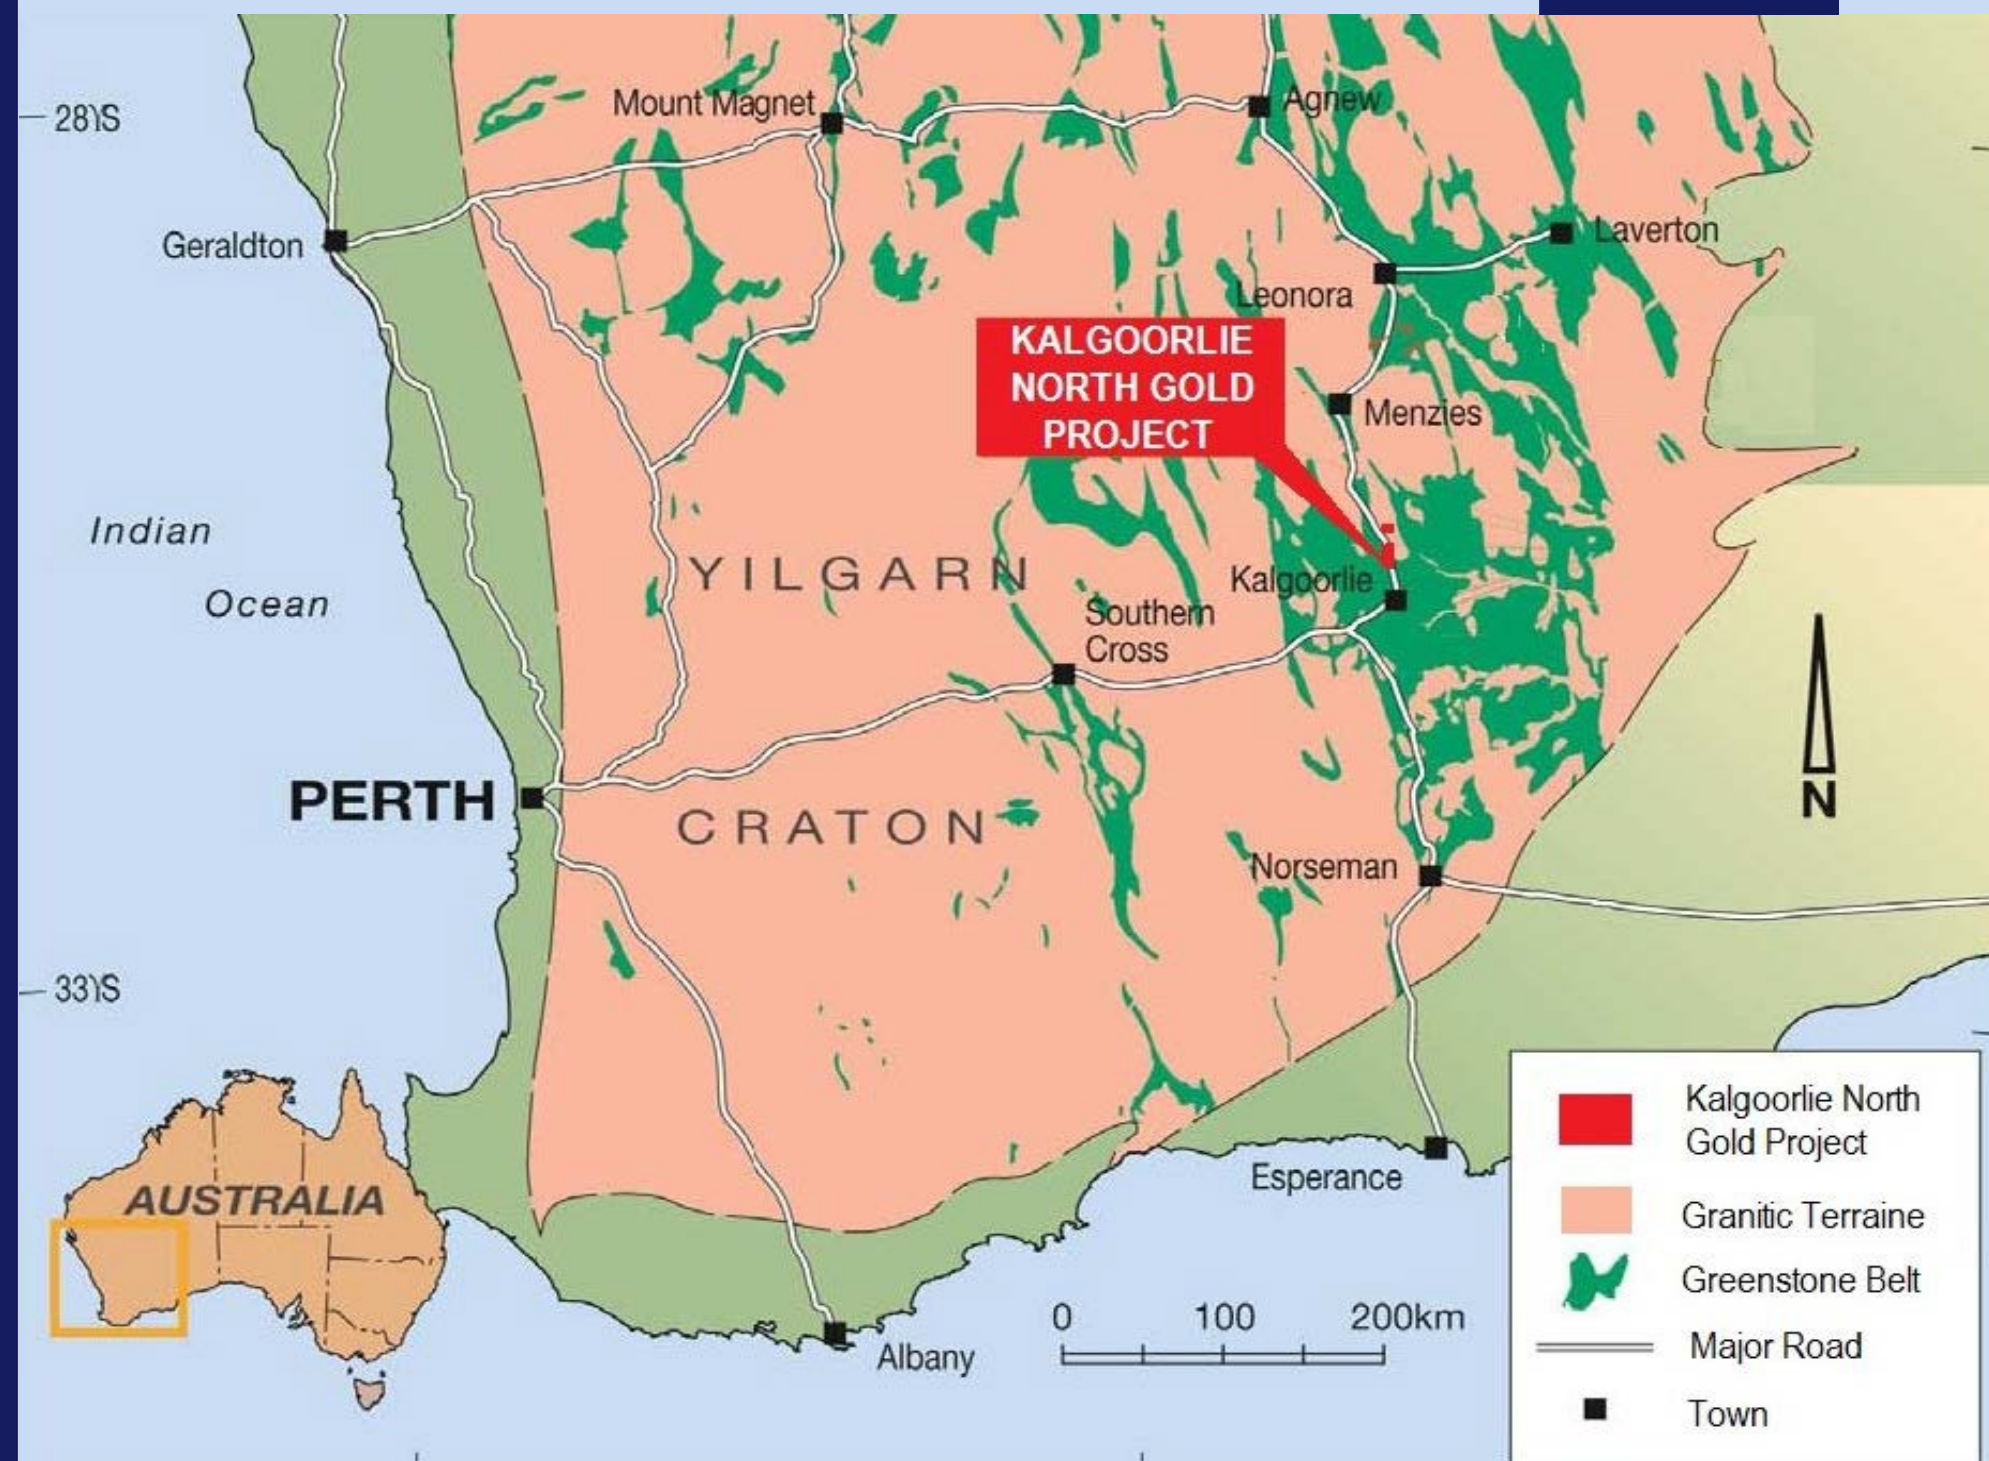 28°S
Mount Magnet
Agnew
Geraldton
Laverton
Leonora
KALGOORLIE
NORTH GOLD
PROJECT
Menzies
Indian
Ocean
YILGARN
Kalgoorlie
Southern
Cross
PERTH
CRATON
N
Norseman
33°S
Kalgoorlie North
Gold Project
Esperance
AUSTRALIA
Granitic Terraine
Greenstone Belt
0 100 200km
Major Road
Albany
Town